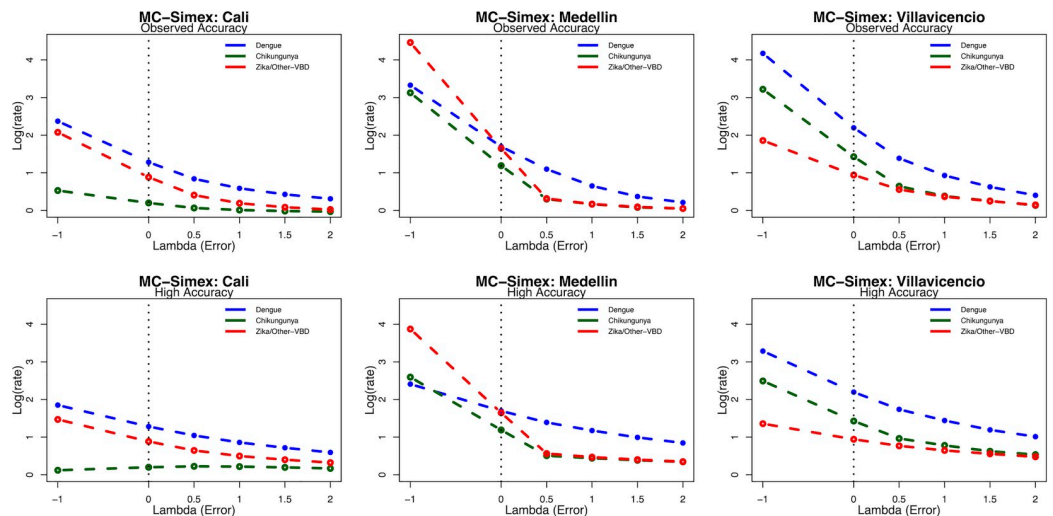 MC-Simex: Cali
Observed Accuracy
Log(rate)
4
3
2
1
0
Dengue
Chikungunya
Zika/Other-VBD
-1 0 0.5 1 1.5 2
Lambda (Error)
MC-Simex: Medellin
Observed Accuracy
Log(rate)
4
3
2
1
0
Dengue
Chikungunya
Zika/Other-VBD
-1 0 0.5 1 1.5 2
Lambda (Error)
MC-Simex: Villavicencio
Observed Accuracy
Log(rate)
4
3
2
1
0
Dengue
Chikungunya
Zika/Other-VBD
-1 0 0.5 1 1.5 2
Lambda (Error)
MC-Simex: Cali
High Accuracy
Log(rate)
4
3
2
1
0
Dengue
Chikungunya
Zika/Other-VBD
-1 0 0.5 1 1.5 2
Lambda (Error)
MC-Simex: Medellin
High Accuracy
Log(rate)
4
3
2
1
0
Dengue
Chikungunya
Zika/Other-VBD
-1 0 0.5 1 1.5 2
Lambda (Error)
MC-Simex: Villavicencio
High Accuracy
Log(rate)
4
3
2
1
0
Dengue
Chikungunya
Zika/Other-VBD
-1 0 0.5 1 1.5 2
Lambda (Error)